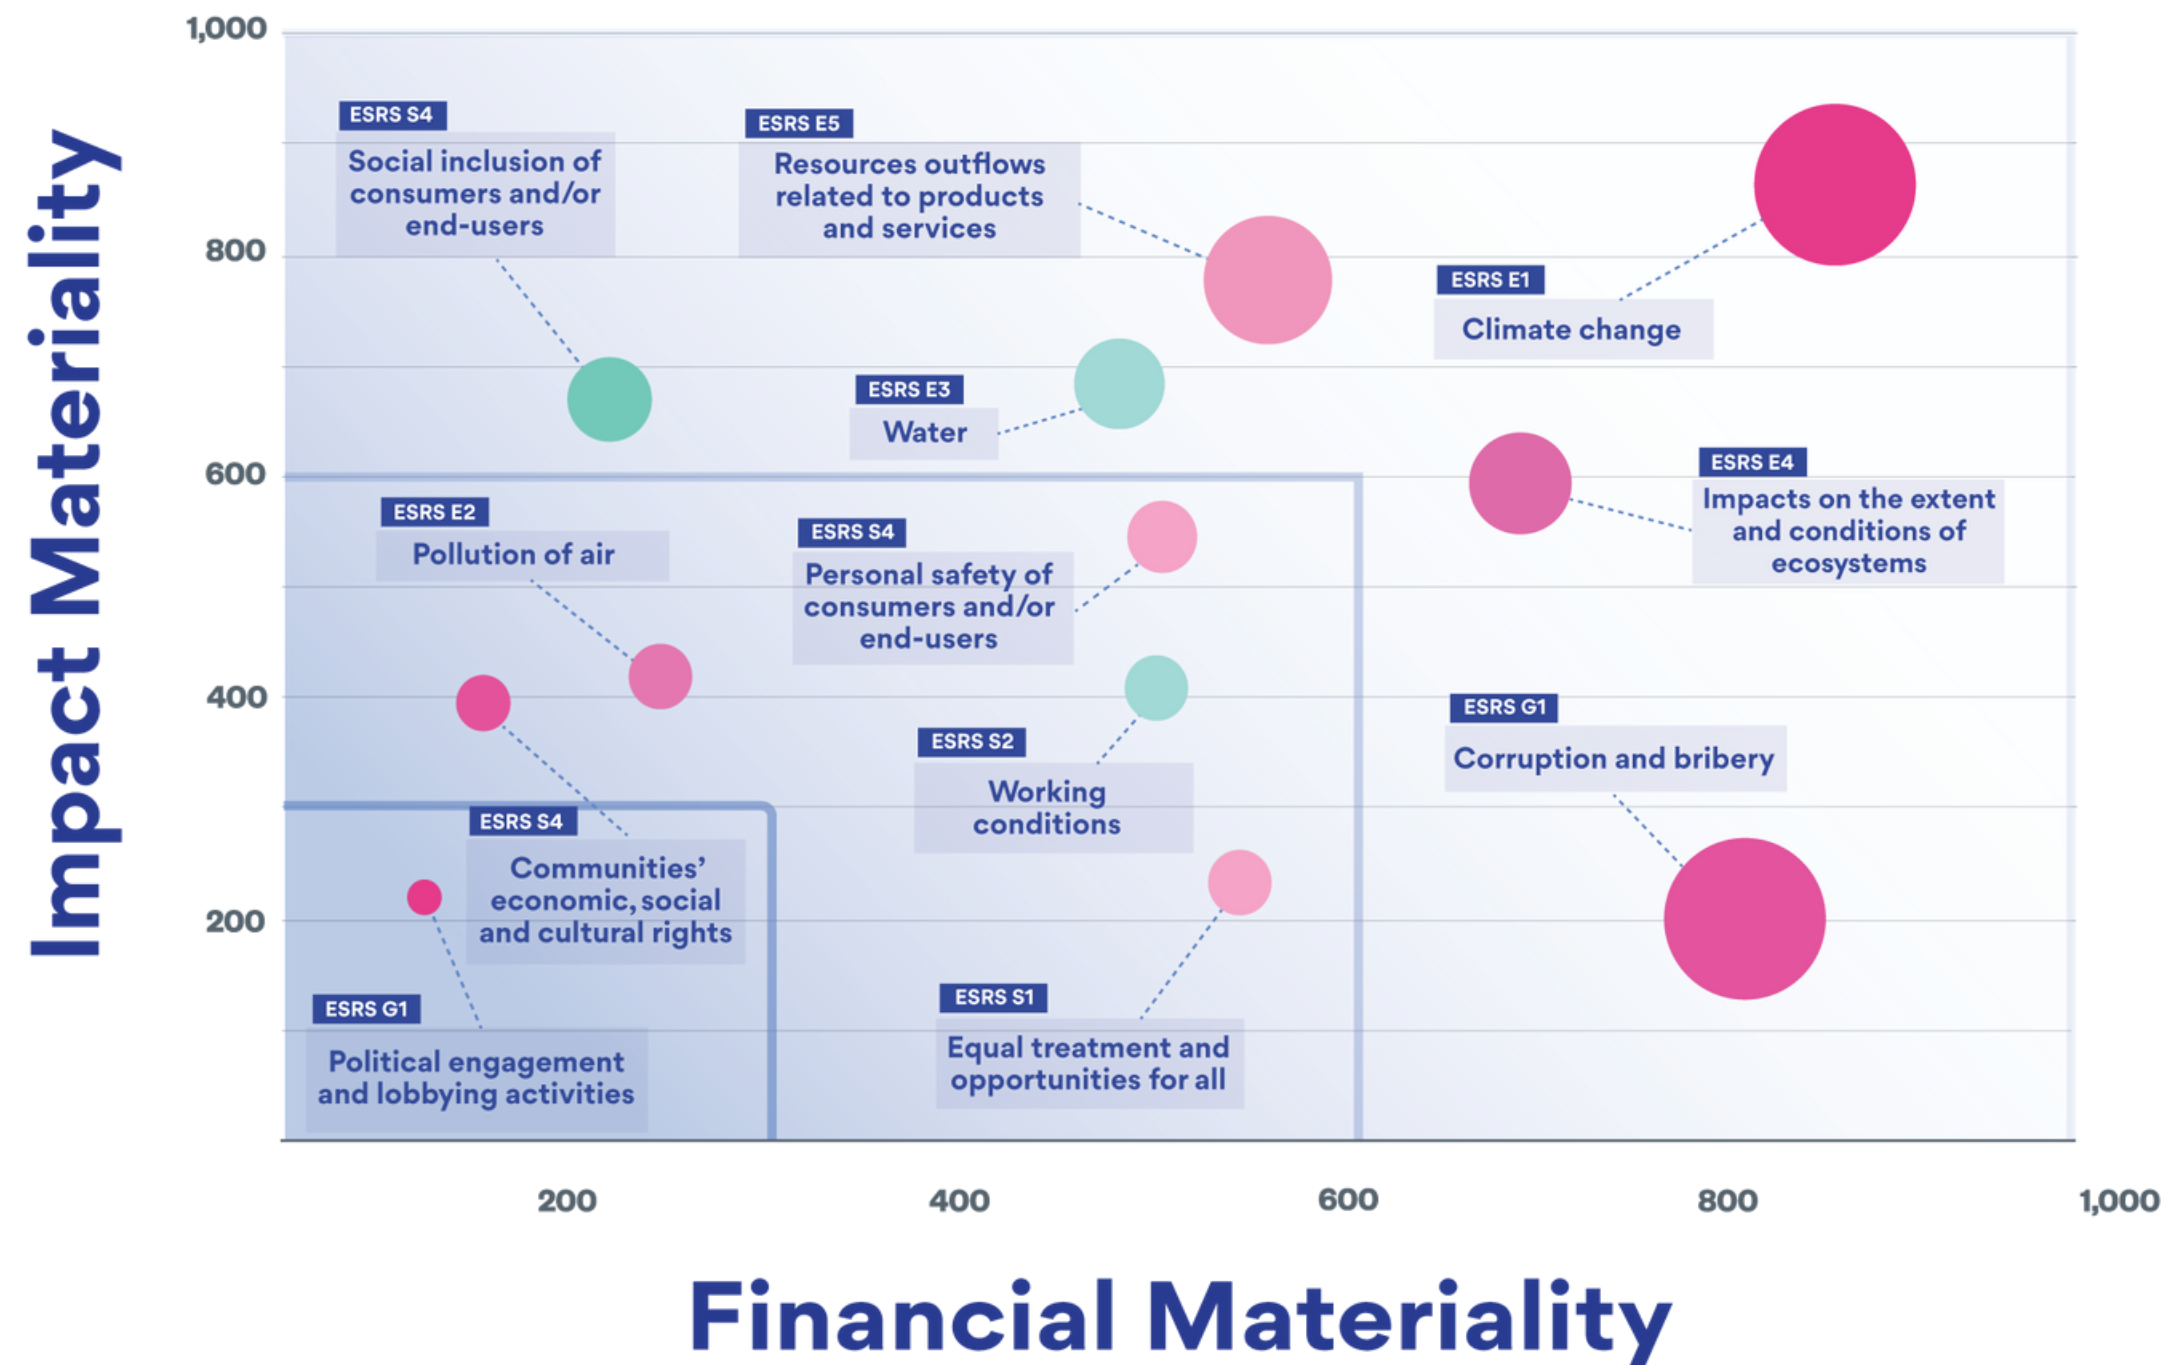 Impact Materiality
1,000
800
600
400
200
ESRS S4
Social inclusion of
consumers and/or
end-users
ESRS E5
Resources outflows
related to products
and services
ESRS E1
Climate change
ESRS E3
Water
ESRS E4
Impacts on the extent
and conditions of
ecosystems
ESRS E2
Pollution of air
ESRS S4
Personal safety of
consumers and/or
end-users
ESRS S2
Working
conditions
ESRS G1
Corruption and bribery
ESRS S4
Communities’
economic, social
and cultural rights
ESRS G1
Political engagement
and lobbying activities
ESRS S1
Equal treatment and
opportunities for all
200
400
600
800
1,000
Financial Materiality